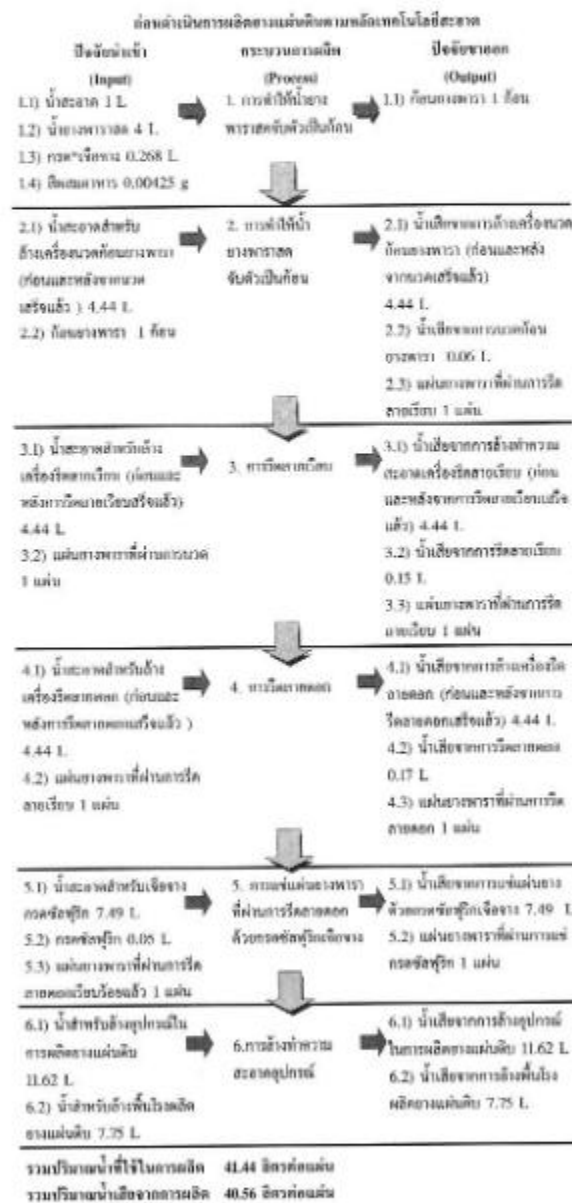 ก่อนดำเนินการผลิตยางแผ่นดิบตามหลักเทคโนโลยีสะอาด
ปัจจัยนำเข้า
(Input)
กระบวนการผลิต
(Process)
ปัจจัยขาออก
(Output)
1.1) น้ำสะอาด 1 L
1.2) น้ำยางพาราสด 4 L
1.3) กรด*เจือจาง 0.268 L
1.4) สีผสมอาหาร 0.00425 g
1. การทำให้น้ำยาง
พาราสดจับตัวเป็นก้อน
1.1) ก้อนยางพารา 1 ก้อน
2.1) น้ำสะอาดสำหรับ
ล้างเครื่องนวดก้อนยางพารา
(ก่อนและหลังจากนวด
เสร็จแล้ว ) 4.44 L
2.2) ก้อนยางพารา 1 ก้อน
2. การทำให้น้ำ
ยางพาราสด
จับตัวเป็นก้อน
2.1) น้ำเสียจากการล้างเครื่องนวด
ก้อนยางพารา (ก่อนและหลัง
จากนวดเสร็จแล้ว)
4.44 L
2.2) น้ำเสียจากการนวดก้อน
ยางพารา 0.06 L
2.3) แผ่นยางพาราที่ผ่านการรีด
ลายเรียบ 1 แผ่น
3.1) น้ำสะอาดสำหรับล้าง
เครื่องรีดลายเรียบ (ก่อนและ
หลังการรีดลายเรียบเสร็จแล้ว)
4.44 L
3.2) แผ่นยางพาราที่ผ่านการนวด
1 แผ่น
3. การรีดลายเรียบ
3.1) น้ำเสียจากการล้างทำความ
สะอาดเครื่องรีดลายเรียบ (ก่อน
และหลังจากการรีดลายเรียบเสร็จ
แล้ว) 4.44 L
3.2) น้ำเสียจากการรีดลายเรียบ
0.15 L
3.3) แผ่นยางพาราที่ผ่านการรีด
ลายเรียบ 1 แผ่น
4.1) น้ำสะอาดสำหรับล้าง
เครื่องรีดลายดอก (ก่อนและ
หลังการรีดลายดอกเสร็จแล้ว )
4.44 L
4.2) แผ่นยางพาราที่ผ่านการรีด
ลายเรียบ 1 แผ่น
4. การรีดลายดอก
4.1) น้ำเสียจากการล้างเครื่องรีด
ลายดอก (ก่อนและหลังจากการ
รีดลายดอกเสร็จแล้ว) 4.44 L
4.2) น้ำเสียจากการรีดลายดอก
0.17 L
4.3) แผ่นยางพาราที่ผ่านการรีด
ลายดอก 1 แผ่น
5.1) น้ำสะอาดสำหรับเจือจาง
กรดซัลฟูริก 7.49 L
5.2) กรดซัลฟูริก 0.05 L
5.3) แผ่นยางพาราที่ผ่านการรีด
ลายดอกเรียบร้อยแล้ว 1 แผ่น
5. การแช่แผ่นยางพารา
ที่ผ่านการรีดลายดอก
ด้วยกรดซัลฟูริกเจือจาง
5.1) น้ำเสียจากการแช่แผ่นยาง
ด้วยกรดซัลฟูริกเจือจาง 7.49 L
5.2) แผ่นยางพาราที่ผ่านการแช่
กรดซัลฟูริก 1 แผ่น
6.1) น้ำสำหรับล้างอุปกรณ์ใน
การผลิตยางแผ่นดิบ
11.62 L
6.2) น้ำสำหรับล้างพื้นโรงผลิต
ยางแผ่นดิบ 7.75 L
6.การล้างทำความ
สะอาดอุปกรณ์
6.1) น้ำเสียจากการล้างอุปกรณ์
ในการผลิตยางแผ่นดิบ 11.62 L
6.2) น้ำเสียจากการล้างพื้นโรง
ผลิตยางแผ่นดิบ 7.75 L
รวมปริมาณน้ำที่ใช้ในการผลิต 41.44 ลิตรต่อแผ่น
รวมปริมาณน้ำเสียจากการผลิต 40.56 ลิตรต่อแผ่น